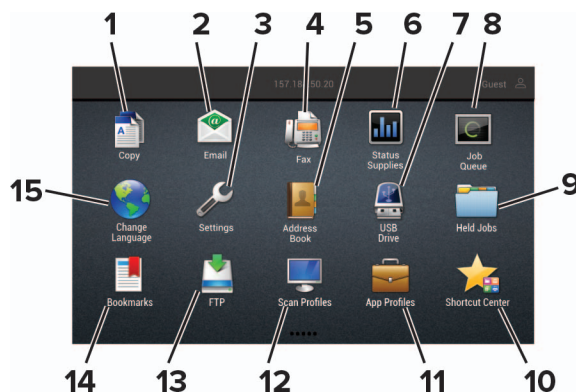 1 2 3 4 5 6 7 8
157.18 50.20 Guest
Copy Email Fax Status Supplies Job Queue
15 9
Change Language Settings Address Book USB Drive Held Jobs
Bookmarks FTP Scan Profiles App Profiles Shortcut Center
14 13 12 11 10